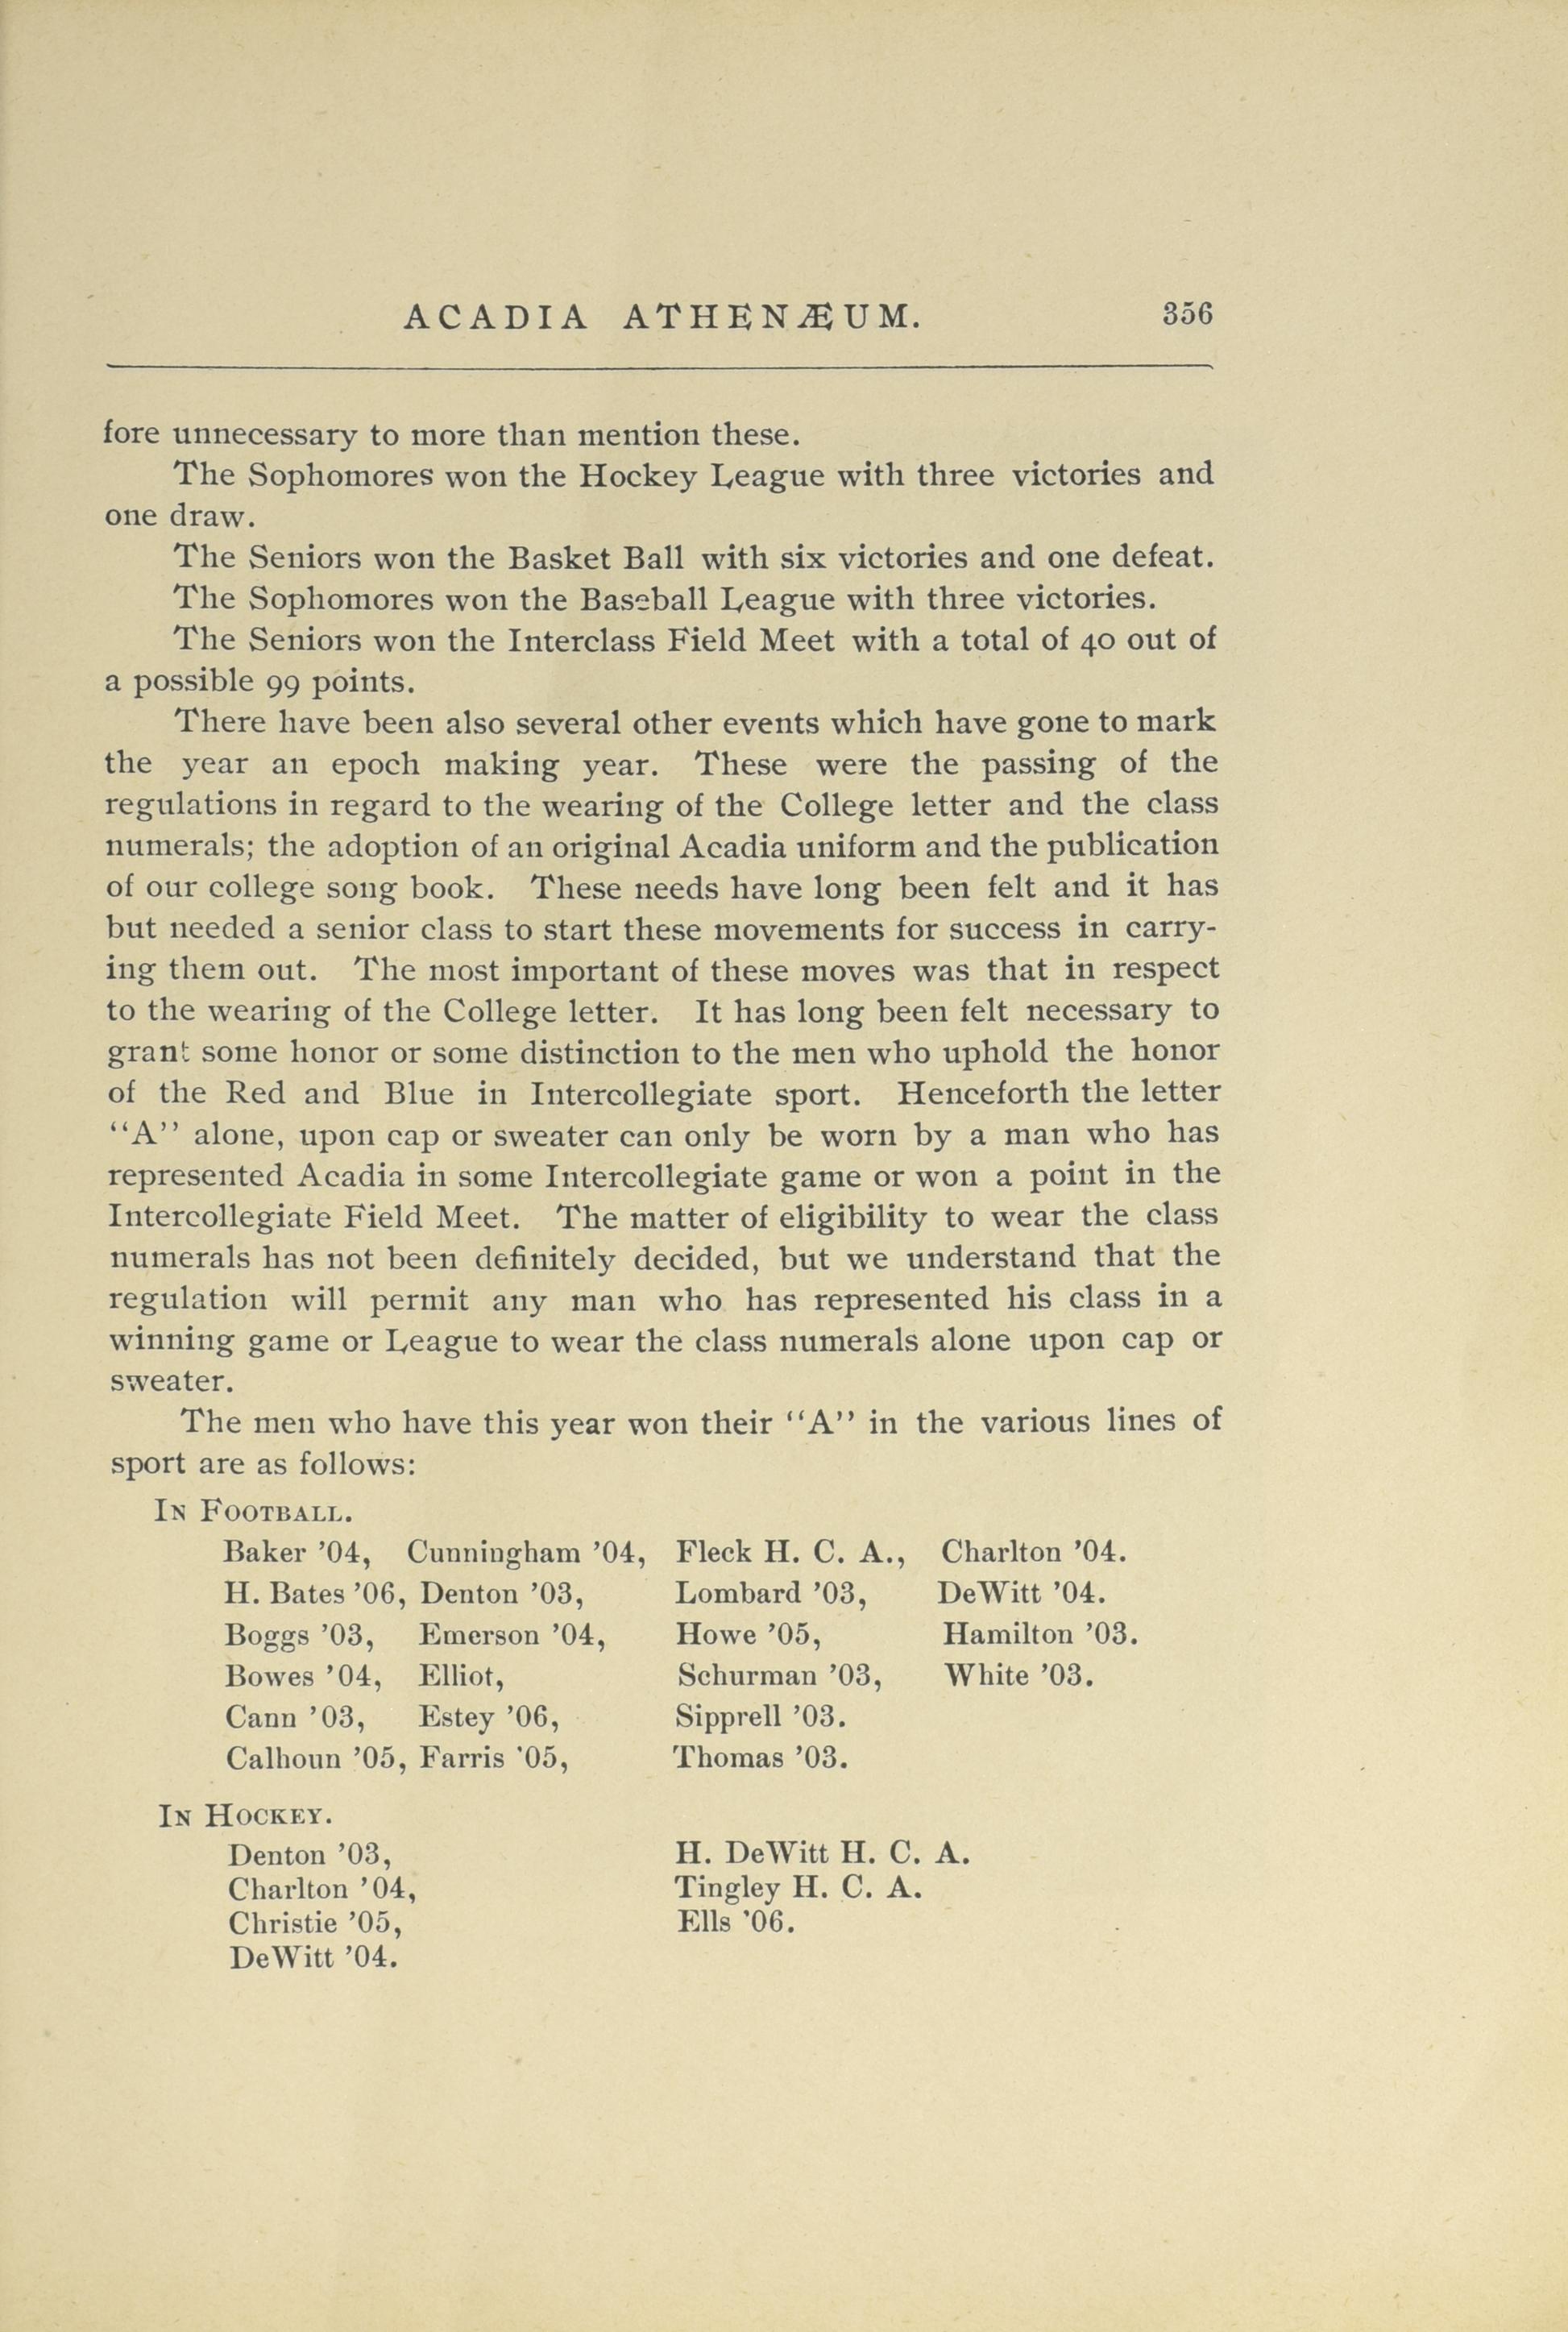 ACADIA ATHENÆUM. 356
fore unnecessary to more than mention these.
The Sophomores won the Hockey League with three victories and
one draw.
The Seniors won the Basket Ball with six victories and one defeat.
The Sophomores won the Baseball League with three victories.
The Seniors won the Interclass Field Meet with a total of 40 out of
a possible 99 points.
There have been also several other events which have gone to mark
the year an epoch making year. These were the passing of the
regulations in regard to the wearing of the College letter and the class
numerals; the adoption of an original Acadia uniform and the publication
of our college song book. These needs have long been felt and it has
but needed a senior class to start these movements for success in carry-
ing them out. The most important of these moves was that in respect
to the wearing of the College letter. It has long been felt necessary to
grant some honor or some distinction to the men who uphold the honor
of the Red and Blue in Intercollegiate sport. Henceforth the letter
“A” alone, upon cap or sweater can only be worn by a man who has
represented Acadia in some Intercollegiate game or won a point in the
Intercollegiate Field Meet. The matter of eligibility to wear the class
numerals has not been definitely decided, but we understand that the
regulation will permit any man who has represented his class in a
winning game or League to wear the class numerals alone upon cap or
sweater.
The men who have this year won their “A” in the various lines of
sport are as follows:
IN FOOTBALL.
Baker ’04, Cunningham ’04, Fleck H. C. A., Charlton ’04.
H. Bates ’06, Denton ’03, Lombard ’03, DeWitt ’04.
Boggs ’03, Emerson ’04, Howe ’05, Hamilton ’03.
Bowes ’04, Elliot, Schurman ’03, White ’03.
Cann ’03, Estey ’06, Sipprell ’03.
Calhoun ’05, Farris ’05, Thomas ’03.
IN HOCKEY.
Denton ’03, H. DeWitt H. C. A.
Charlton ’04, Tingley H. C. A.
Christie ’05, Ells ’06.
DeWitt ’04.